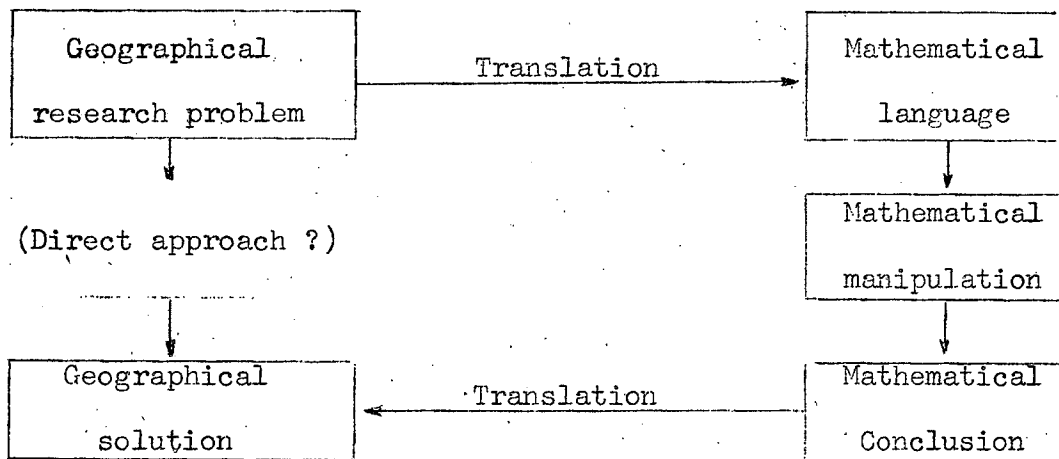 Geographical
research problem
Translation
Mathematical
language
(Direct approach ?)
Mathematical
manipulation
Geographical
solution
Translation
Mathematical
Conclusion